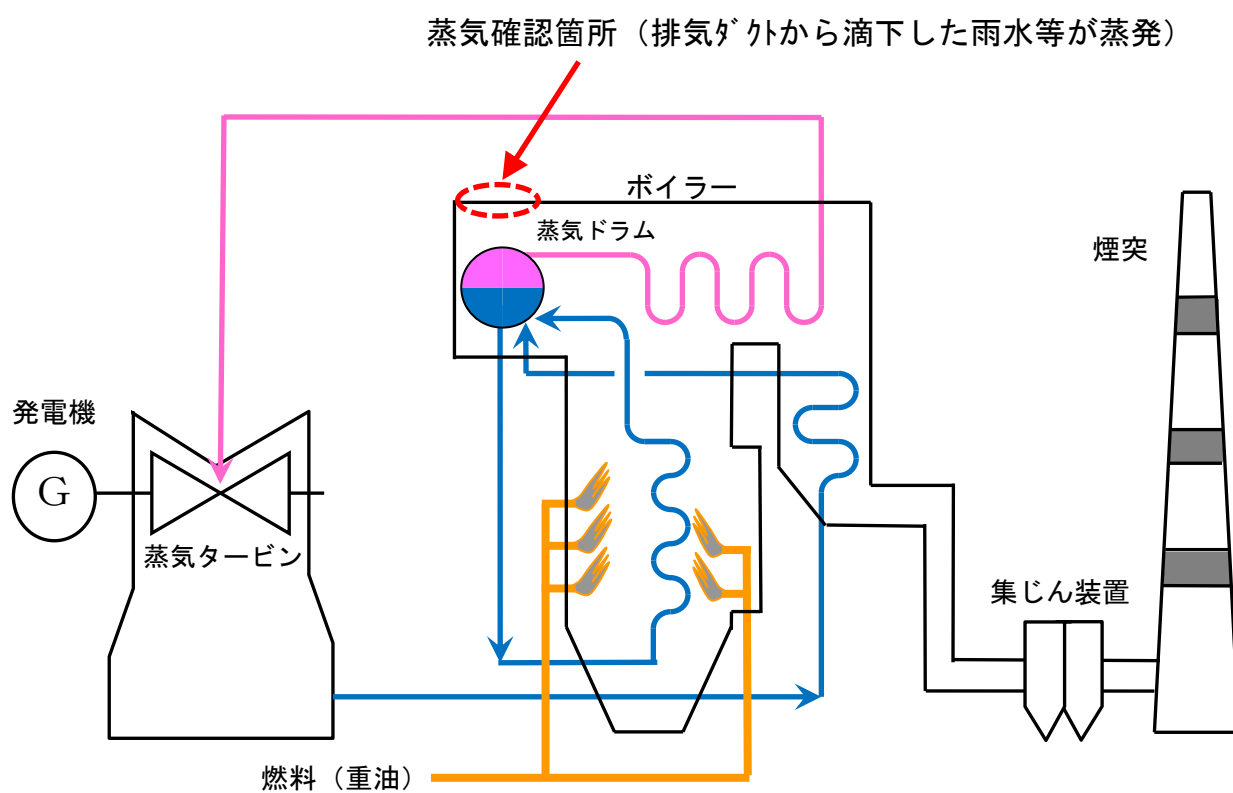 蒸気確認箇所（排気ﾀﾞｸﾄから滴下した雨水等が蒸発）
ボイラー
蒸気ドラム
煙突
発電機
G
蒸気タービン
集じん装置
燃料（重油）